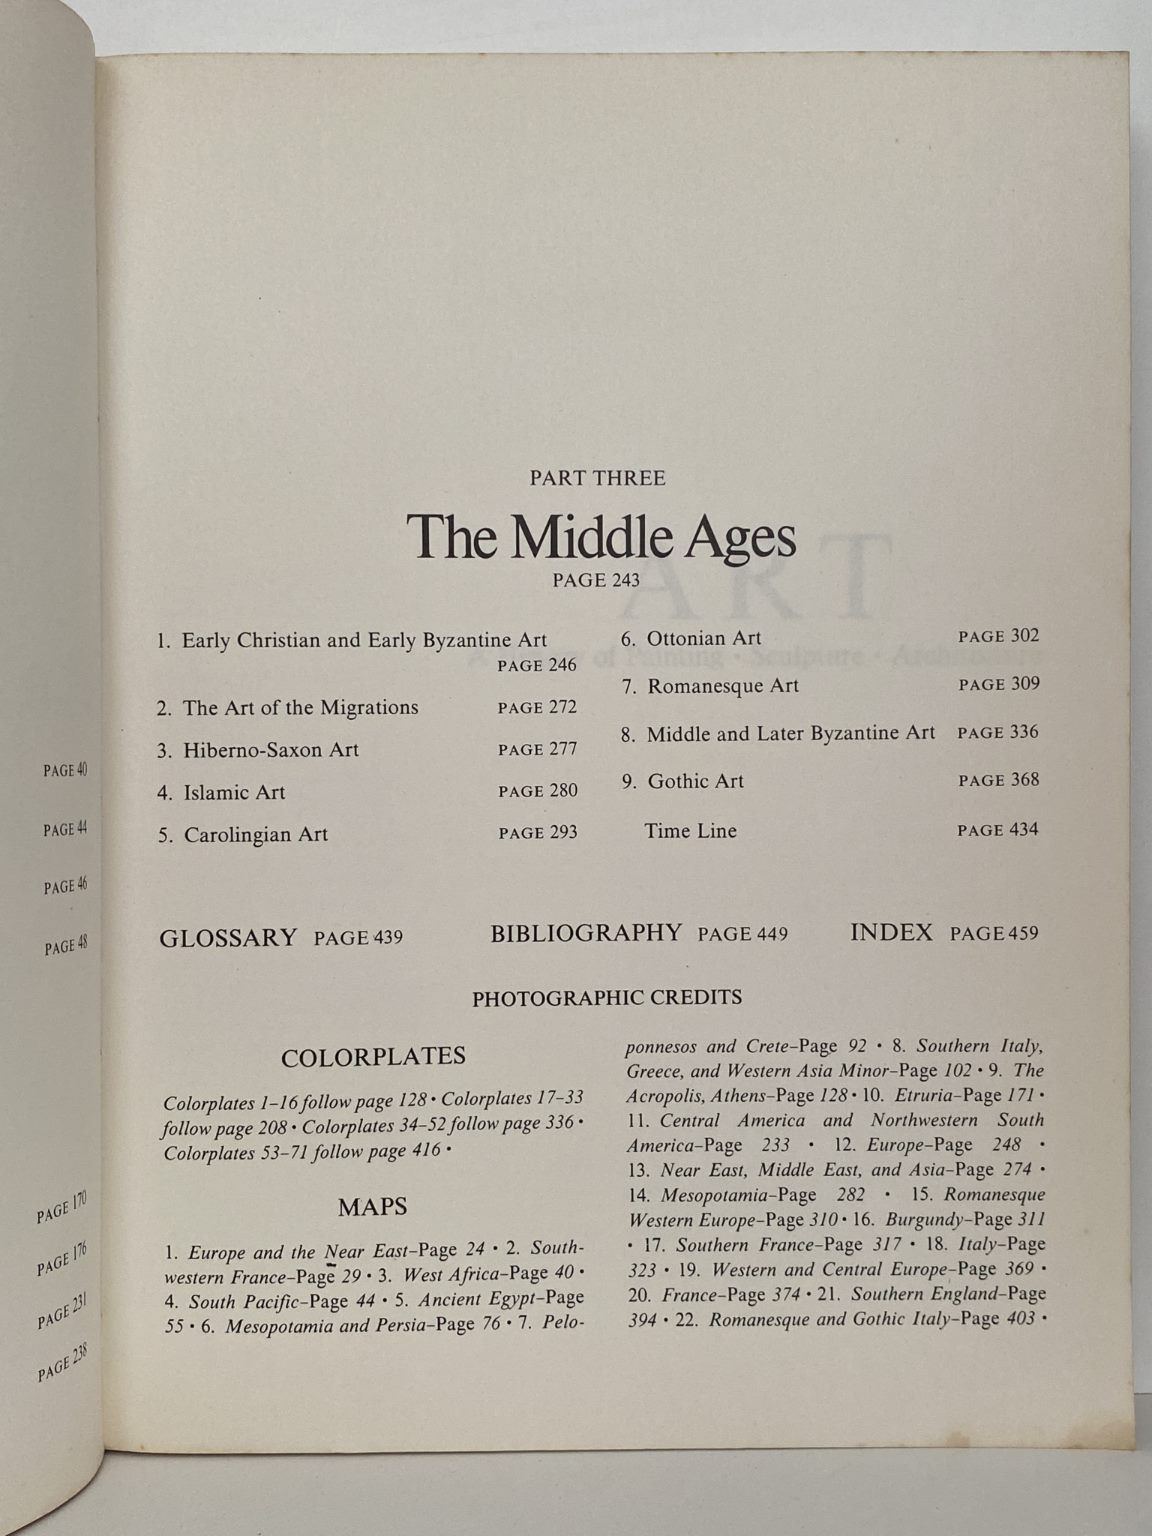 PAGE 40
PAGE 44
PAGE 46
PAGE 48
PAGE 170
PAGE 176
PAGE 231
PAGE 238
PART THREE
The Middle Ages
PAGE 243
1. Early Christian and Early Byzantine Art
PAGE 246
2. The Art of the Migrations PAGE 272
3. Hiberno-Saxon Art PAGE 277
4. Islamic Art PAGE 280
5. Carolingian Art PAGE 293
6. Ottonian Art PAGE 302
7. Romanesque Art PAGE 309
8. Middle and Later Byzantine Art PAGE 336
9. Gothic Art PAGE 368
Time Line PAGE 434
GLOSSARY PAGE 439 BIBLIOGRAPHY PAGE 449 INDEX PAGE 459
PHOTOGRAPHIC CREDITS
COLORPLATES
Colorplates 1–16 follow page 128 • Colorplates 17–33
follow page 208 • Colorplates 34–52 follow page 336 •
Colorplates 53–71 follow page 416 •
MAPS
1. Europe and the Near East–Page 24 • 2. South-
western France–Page 29 • 3. West Africa–Page 40 •
4. South Pacific–Page 44 • 5. Ancient Egypt–Page
55 • 6. Mesopotamia and Persia–Page 76 • 7. Pelo-
ponnesos and Crete–Page 92 • 8. Southern Italy,
Greece, and Western Asia Minor–Page 102 • 9. The
Acropolis, Athens–Page 128 • 10. Etruria–Page 171 •
11. Central America and Northwestern South
America–Page 233 • 12. Europe–Page 248 •
13. Near East, Middle East, and Asia–Page 274 •
14. Mesopotamia–Page 282 • 15. Romanesque
Western Europe–Page 310 • 16. Burgundy–Page 311
• 17. Southern France–Page 317 • 18. Italy–Page
323 • 19. Western and Central Europe–Page 369 •
20. France–Page 374 • 21. Southern England–Page
394 • 22. Romanesque and Gothic Italy–Page 403 •
ART
of Painting • Sculpture • Architecture